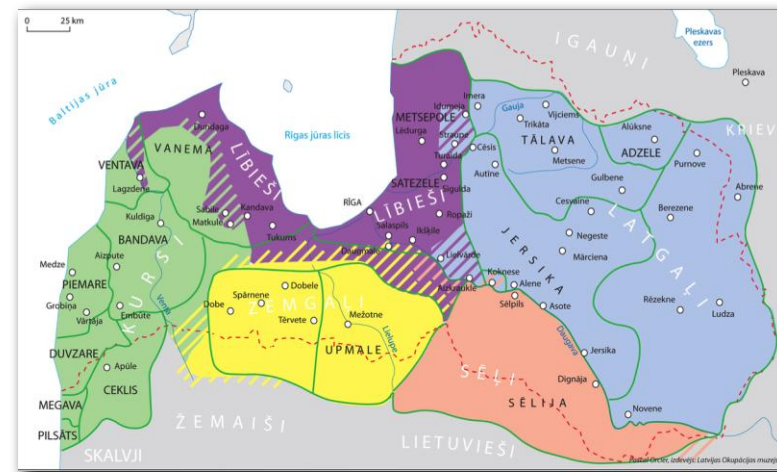 0 25 km
Baltijas jūra
Rīgas jūras līcis
Pleskavas ezers
Pleskava
IGAUŅI
KRIEV
LĪBIEŠI
LĪBIEŠI
KURŠI
ZEMGAĻI
SĒĻI
LATGAĻI
ŽEMAIŠI
LIETUVIEŠI
SKALVJI
VENTAVA
VANEMA
BANDAVA
PIEMARE
DUVZARE
CEKLIS
MEGAVA
PILSĀTS
METSEPOLE
SATEZELE
TĀLAVA
ADZELE
JERSIKA
UPMALE
SĒLIJA
Dundaga
Lagzdene
Kuldīga
Sabile
Matkule
Kandava
Tukums
Aizpute
Medze
Grobiņa
Vārtāja
Embūte
Apūle
Venta
RĪGA
Salaspils
Daugmale
Ikšķile
Ropaži
Sigulda
Turaida
Straupe
Lēdurga
Idumeja
Imera
Cēsis
Autine
Gauja
Trikāta
Vijciems
Metsene
Alūksne
Purnove
Gulbene
Abrene
Berezene
Cesvaine
Negeste
Mārciena
Lielvārde
Aizkraukle
Koknese
Alene
Sēlpils
Asote
Rēzekne
Ludza
Jersika
Daugava
Dignāja
Novene
Dobe
Spārnene
Dobele
Tērvete
Mežotne
Lielupe